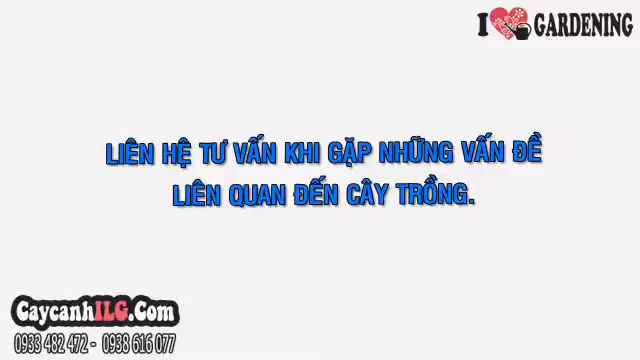 I GARDENING
LIÊN HỆ TƯ VẤN KHI GẶP NHỮNG VẤN ĐỀ
LIÊN QUAN ĐẾN CÂY TRỒNG.
CaycanhILG.Com
0933 482 472 - 0938 616 077